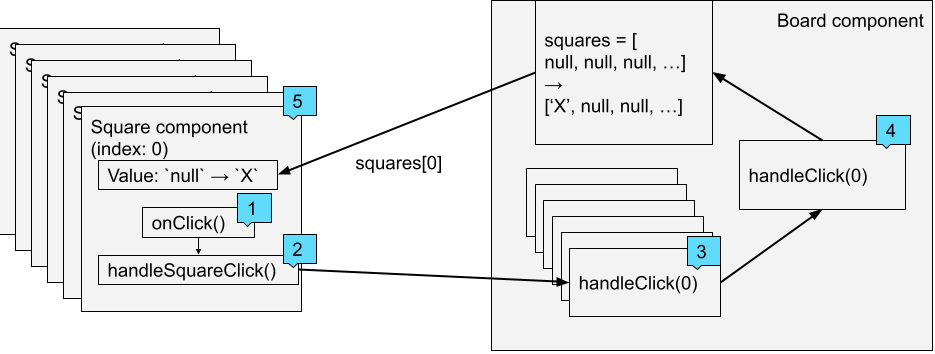 Board component
squares = [
null, null, null, …]
→
[‘X’, null, null, …]
4
handleClick(0)
5
Square component
(index: 0)
Value: `null` → `X`
squares[0]
1
onClick()
2
handleSquareClick()
3
handleClick(0)